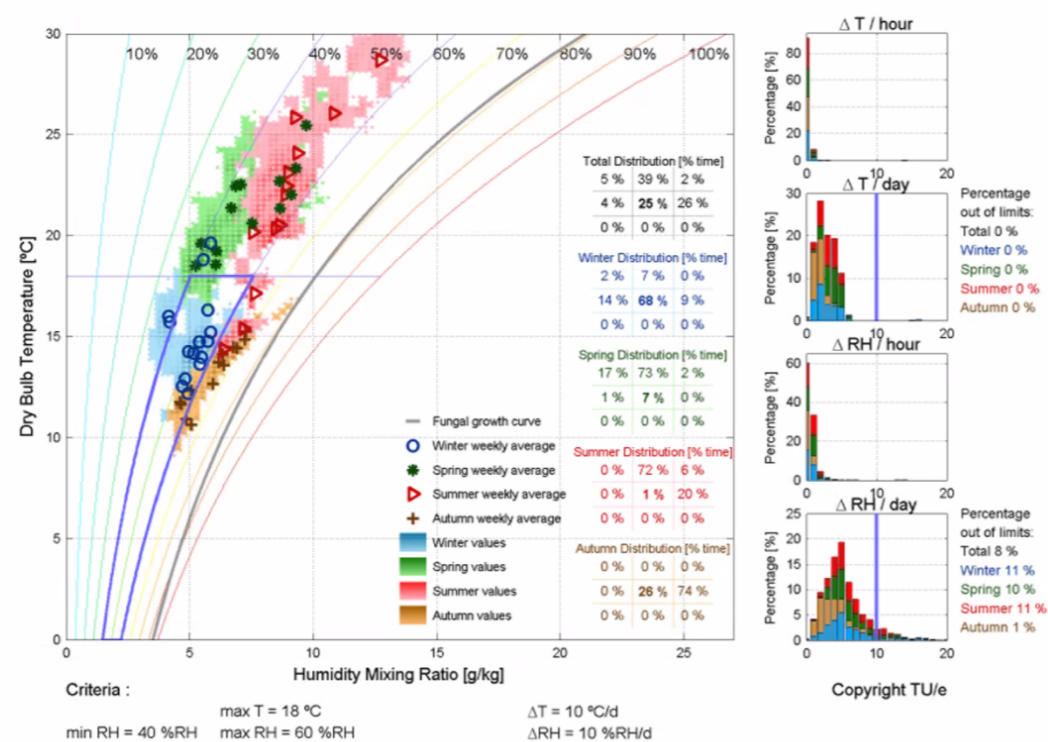 30
25
20
15
10
5
0
Dry Bulb Temperature [ºC]
10% 20% 30% 40% 50% 60% 70% 80% 90% 100%
0 5 10 15 20 25
Humidity Mixing Ratio [g/kg]
Total Distribution [% time]
5 % 39 % 2 %
4 % 25 % 26 %
0 % 0 % 0 %
Winter Distribution [% time]
2 % 7 % 0 %
14 % 68 % 9 %
0 % 0 % 0 %
Spring Distribution [% time]
17 % 73 % 2 %
1 % 7 % 0 %
0 % 0 % 0 %
Summer Distribution [% time]
0 % 72 % 6 %
0 % 1 % 20 %
0 % 0 % 0 %
Autumn Distribution [% time]
0 % 0 % 0 %
0 % 26 % 74 %
0 % 0 % 0 %
Fungal growth curve
Winter weekly average
Spring weekly average
Summer weekly average
Autumn weekly average
Winter values
Spring values
Summer values
Autumn values
Δ T / hour
Percentage [%]
80
60
40
20
0
0 10 20
Δ T / day
Percentage [%]
30
20
10
0
0 10 20
Percentage
out of limits:
Total 0 %
Winter 0 %
Spring 0 %
Summer 0 %
Autumn 0 %
Δ RH / hour
Percentage [%]
60
40
20
0
0 10 20
Δ RH / day
Percentage [%]
25
20
15
10
5
0
0 10 20
Percentage
out of limits:
Total 8 %
Winter 11 %
Spring 10 %
Summer 11 %
Autumn 1 %
Criteria :
max T = 18 ºC
ΔT = 10 ºC/d
min RH = 40 %RH
max RH = 60 %RH
ΔRH = 10 %RH/d
Copyright TU/e